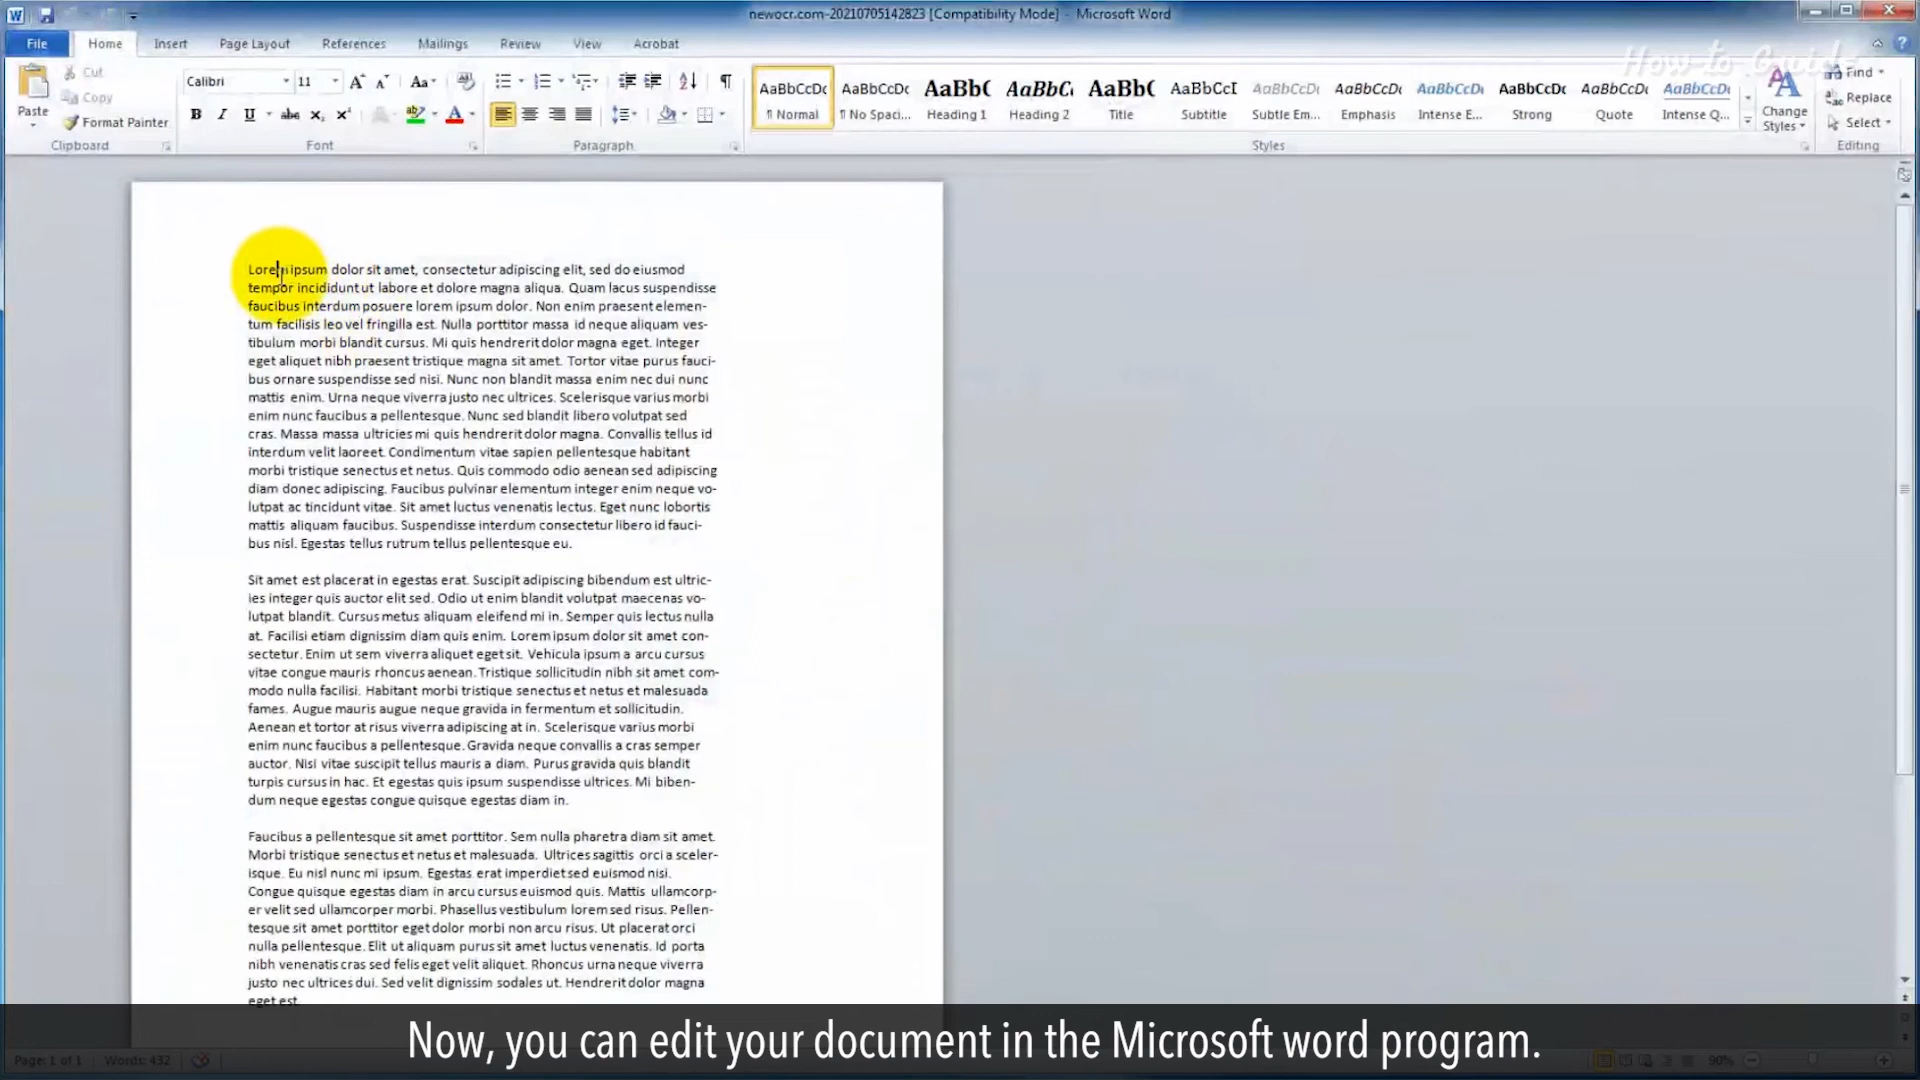 newocr.com-20210705142823 [Compatibility Mode] - Microsoft Word
File Home Insert Page Layout References Mailings Review View Acrobat
How-to Guid
Cut
Copy
Paste
Format Painter
Clipboard
Calibri 11
Font
Paragraph
AaBbCcDc AaBbCcDc AaBbC AaBbC AaBb( AaBbCcI AaBbCcDc AaBbCcDc AaBbCcDc AaBbCcDc AaBbCcDc AaBbCcDc
¶ Normal ¶ No Spaci... Heading 1 Heading 2 Title Subtitle Subtle Em... Emphasis Intense E... Strong Quote Intense Q...
Change Styles
Styles
Find
Replace
Select
Editing
Lorem ipsum dolor sit amet, consectetur adipiscing elit, sed do eiusmod
tempor incididunt ut labore et dolore magna aliqua. Quam lacus suspendisse
faucibus interdum posuere lorem ipsum dolor. Non enim praesent elemen-
tum facilisis leo vel fringilla est. Nulla porttitor massa id neque aliquam ves-
tibulum morbi blandit cursus. Mi quis hendrerit dolor magna eget. Integer
eget aliquet nibh praesent tristique magna sit amet. Tortor vitae purus fauci-
bus ornare suspendisse sed nisi. Nunc non blandit massa enim nec dui nunc
mattis enim. Urna neque viverra justo nec ultrices. Scelerisque varius morbi
enim nunc faucibus a pellentesque. Nunc sed blandit libero volutpat sed
cras. Massa massa ultricies mi quis hendrerit dolor magna. Convallis tellus id
interdum velit laoreet. Condimentum vitae sapien pellentesque habitant
morbi tristique senectus et netus. Quis commodo odio aenean sed adipiscing
diam donec adipiscing. Faucibus pulvinar elementum integer enim neque vo-
lutpat ac tincidunt vitae. Sit amet luctus venenatis lectus. Eget nunc lobortis
mattis aliquam faucibus. Suspendisse interdum consectetur libero id fauci-
bus nisl. Egestas tellus rutrum tellus pellentesque eu.
Sit amet est placerat in egestas erat. Suscipit adipiscing bibendum est ultric-
ies integer quis auctor elit sed. Odio ut enim blandit volutpat maecenas vo-
lutpat blandit. Cursus metus aliquam eleifend mi in. Semper quis lectus nulla
at. Facilisi etiam dignissim diam quis enim. Lorem ipsum dolor sit amet con-
sectetur. Enim ut sem viverra aliquet eget sit. Vehicula ipsum a arcu cursus
vitae congue mauris rhoncus aenean. Tristique sollicitudin nibh sit amet com-
modo nulla facilisi. Habitant morbi tristique senectus et netus et malesuada
fames. Augue mauris augue neque gravida in fermentum et sollicitudin.
Aenean et tortor at risus viverra adipiscing at in. Scelerisque varius morbi
enim nunc faucibus a pellentesque. Gravida neque convallis a cras semper
auctor. Nisi vitae suscipit tellus mauris a diam. Purus gravida quis blandit
turpis cursus in hac. Et egestas quis ipsum suspendisse ultrices. Mi biben-
dum neque egestas congue quisque egestas diam in.
Faucibus a pellentesque sit amet porttitor. Sem nulla pharetra diam sit amet.
Morbi tristique senectus et netus et malesuada. Ultrices sagittis orci a sceler-
isque. Eu nisl nunc mi ipsum. Egestas erat imperdiet sed euismod nisi.
Congue quisque egestas diam in arcu cursus euismod quis. Mattis ullamcorp-
er velit sed ullamcorper morbi. Phasellus vestibulum lorem sed risus. Pellen-
tesque sit amet porttitor eget dolor morbi non arcu risus. Ut placerat orci
nulla pellentesque. Elit ut aliquam purus sit amet luctus venenatis. Id porta
nibh venenatis cras sed felis eget velit aliquet. Rhoncus urna neque viverra
justo nec ultrices dui. Sed velit dignissim sodales ut. Hendrerit dolor magna
eget est.
Now, you can edit your document in the Microsoft word program.
Page: 1 of 1 Words: 432 90%